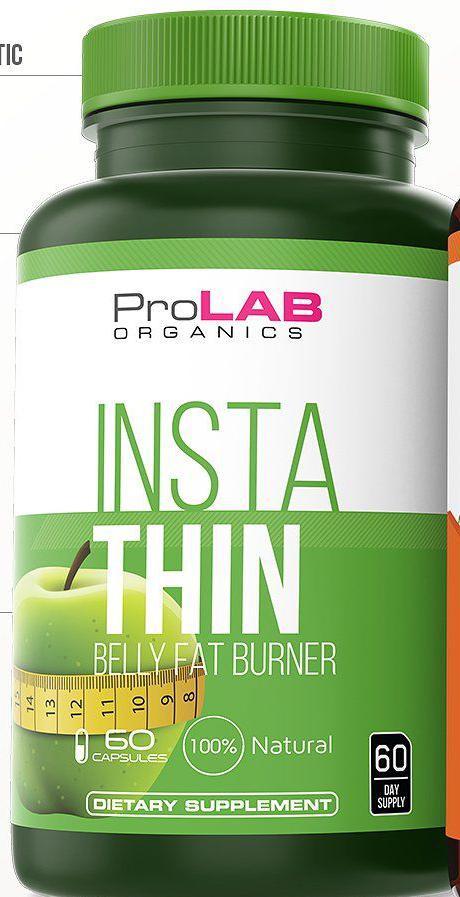 TIC
ProLAB
ORGANICS
INSTA
THIN
BELLY FAT BURNER
15 14 13 12 11 10 9 8
60
CAPSULES
100% Natural
DIETARY SUPPLEMENT
60
DAY
SUPPLY